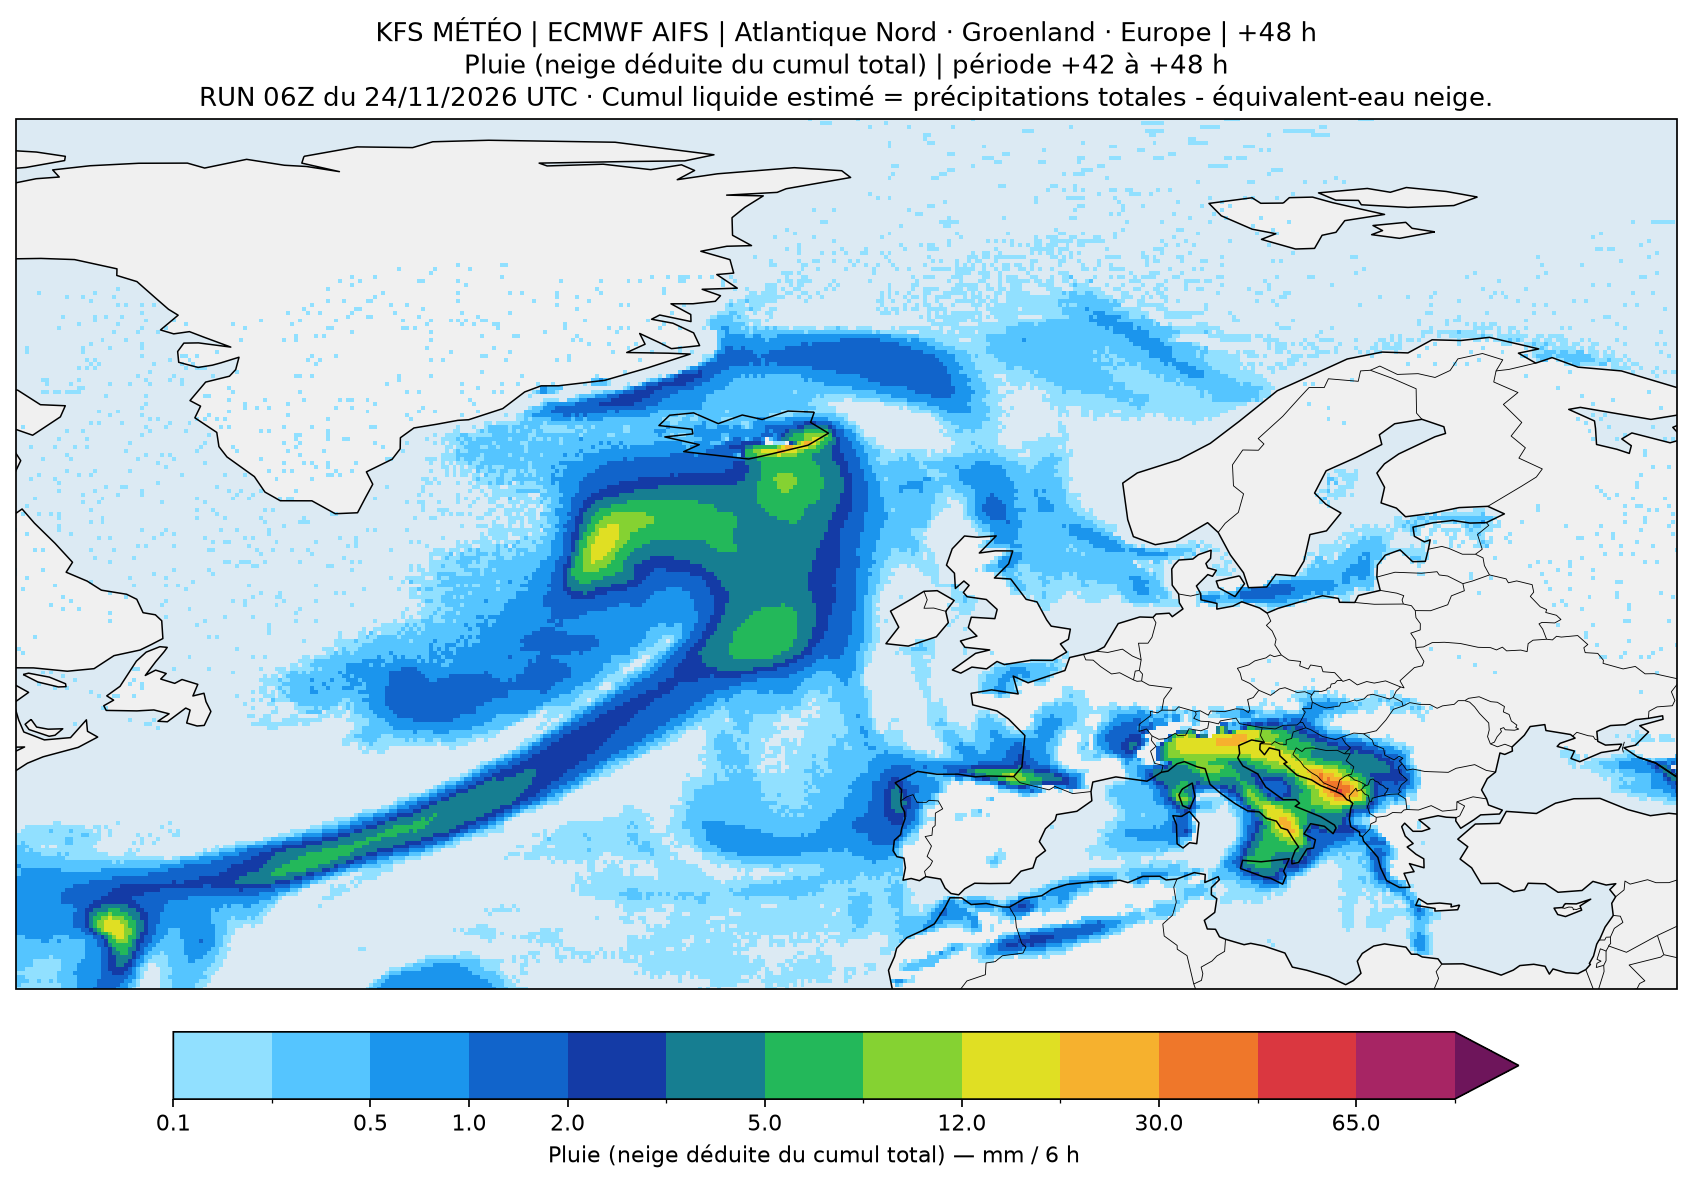 KFS MÉTÉO | ECMWF AIFS | Atlantique Nord · Groenland · Europe | +48 h
Pluie (neige déduite du cumul total) | période +42 à +48 h
RUN 06Z du 24/11/2026 UTC · Cumul liquide estimé = précipitations totales - équivalent-eau neige.
0.1 0.5 1.0 2.0 5.0 12.0 30.0 65.0
Pluie (neige déduite du cumul total) — mm / 6 h